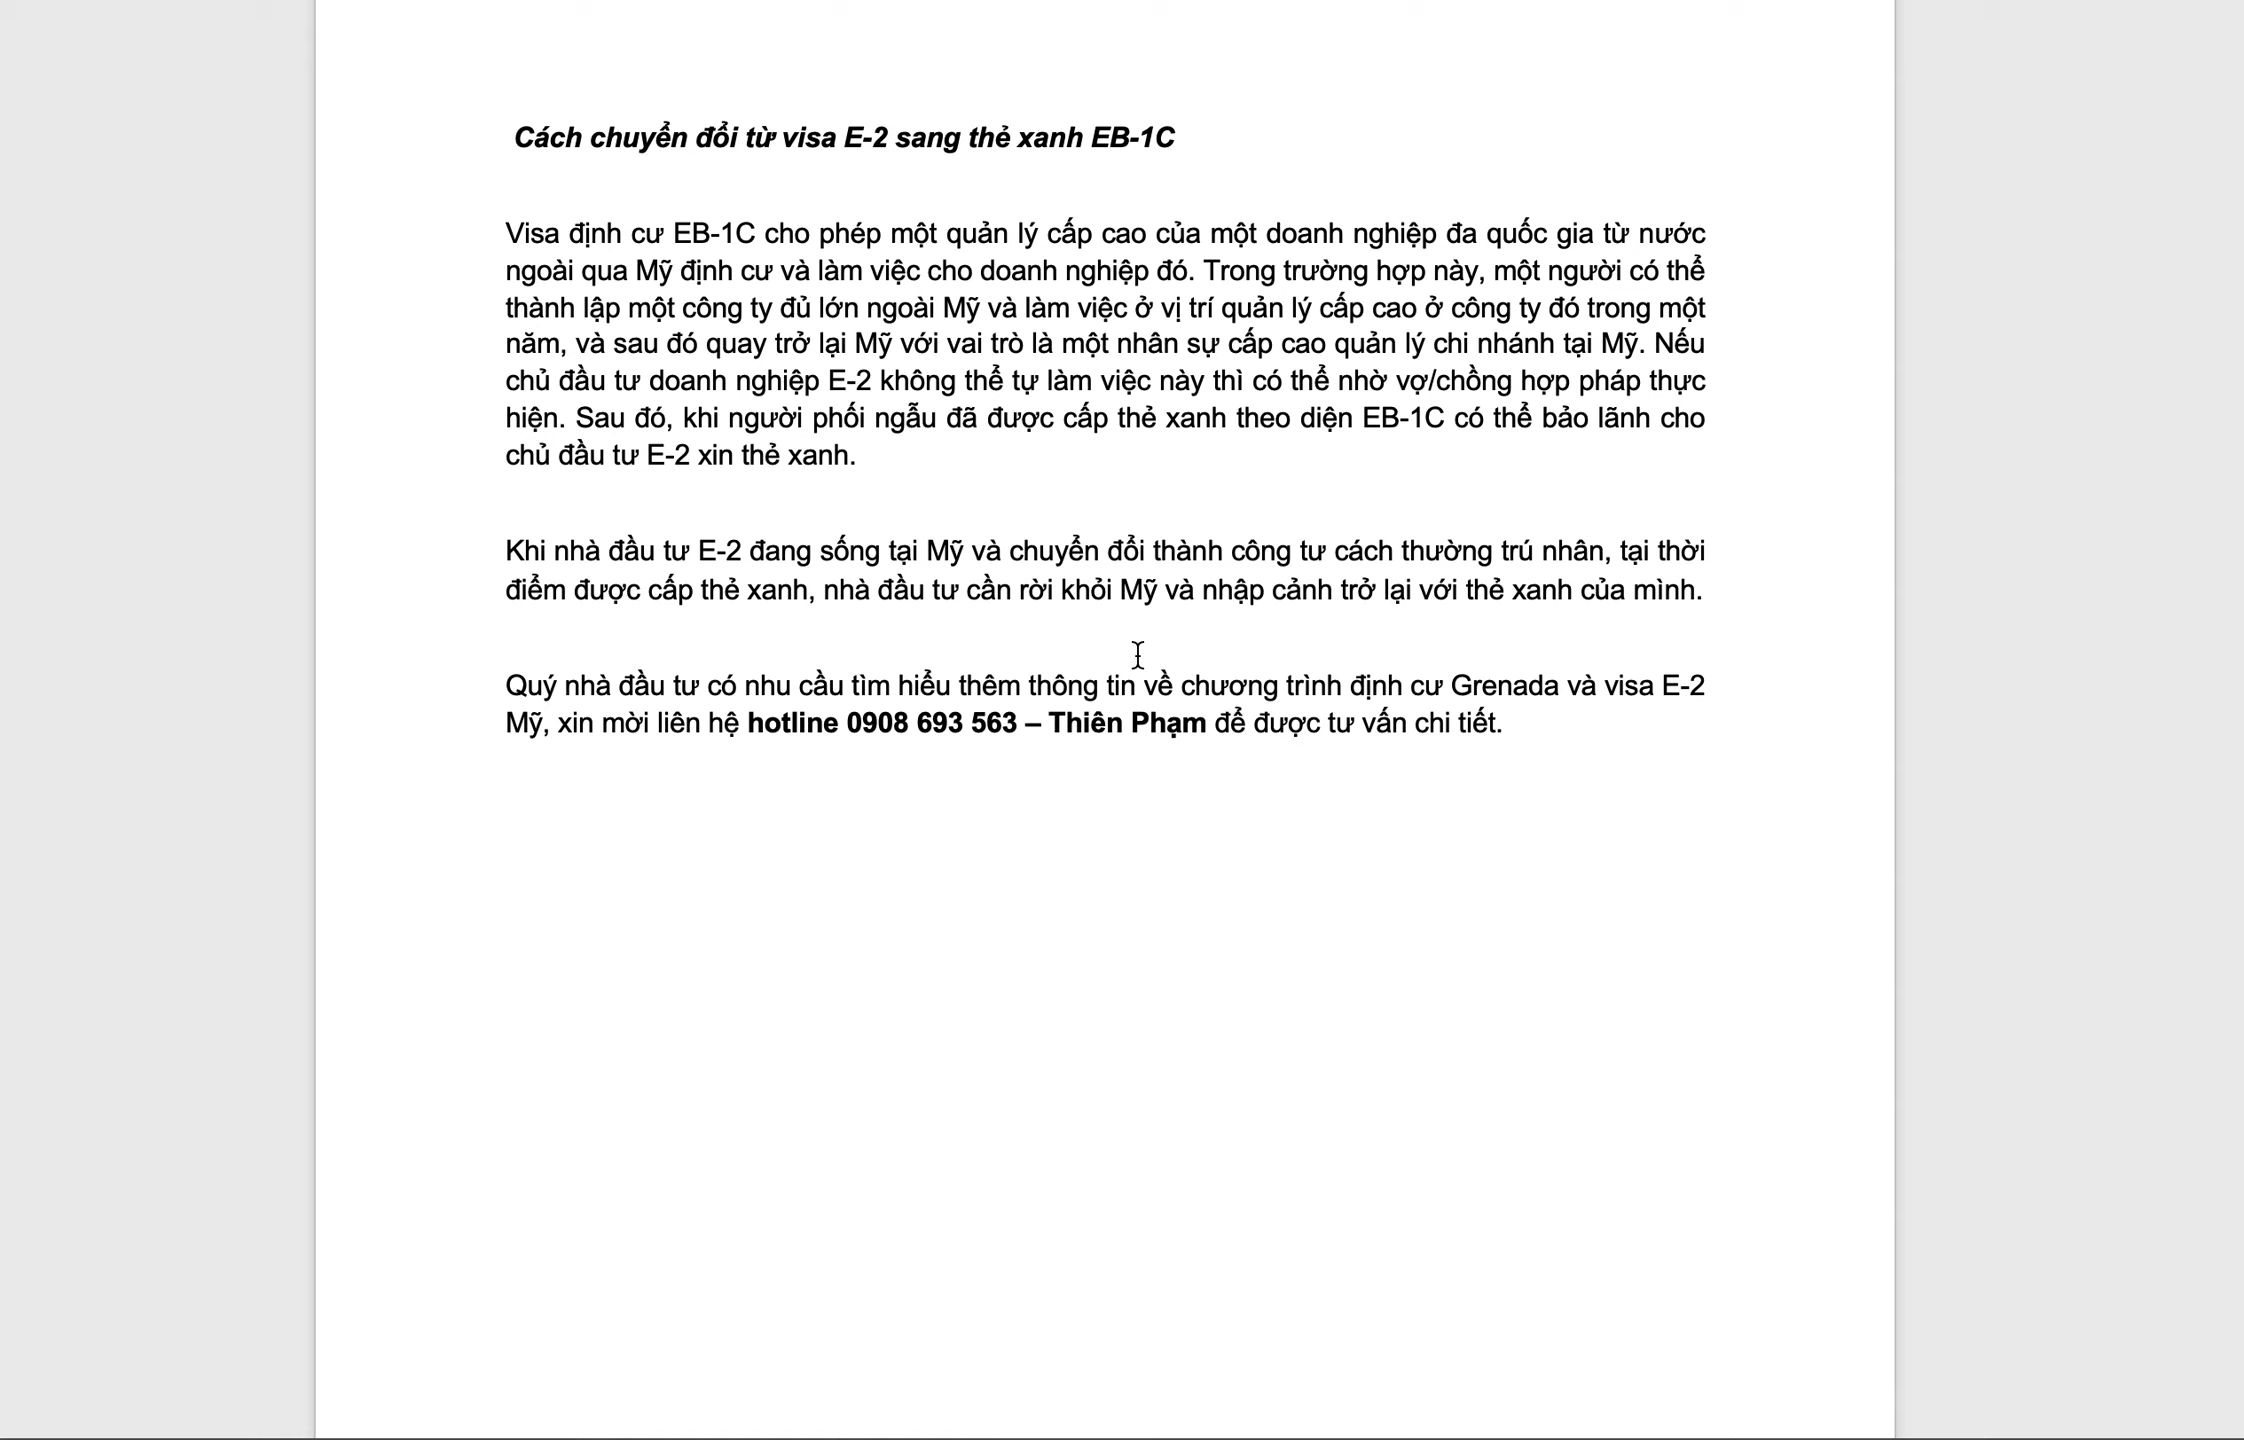 Cách chuyển đổi từ visa E-2 sang thẻ xanh EB-1C
Visa định cư EB-1C cho phép một quản lý cấp cao của một doanh nghiệp đa quốc gia từ nước
ngoài qua Mỹ định cư và làm việc cho doanh nghiệp đó. Trong trường hợp này, một người có thể
thành lập một công ty đủ lớn ngoài Mỹ và làm việc ở vị trí quản lý cấp cao ở công ty đó trong một
năm, và sau đó quay trở lại Mỹ với vai trò là một nhân sự cấp cao quản lý chi nhánh tại Mỹ. Nếu
chủ đầu tư doanh nghiệp E-2 không thể tự làm việc này thì có thể nhờ vợ/chồng hợp pháp thực
hiện. Sau đó, khi người phối ngẫu đã được cấp thẻ xanh theo diện EB-1C có thể bảo lãnh cho
chủ đầu tư E-2 xin thẻ xanh.
Khi nhà đầu tư E-2 đang sống tại Mỹ và chuyển đổi thành công tư cách thường trú nhân, tại thời
điểm được cấp thẻ xanh, nhà đầu tư cần rời khỏi Mỹ và nhập cảnh trở lại với thẻ xanh của mình.
Quý nhà đầu tư có nhu cầu tìm hiểu thêm thông tin về chương trình định cư Grenada và visa E-2
Mỹ, xin mời liên hệ hotline 0908 693 563 – Thiên Phạm để được tư vấn chi tiết.